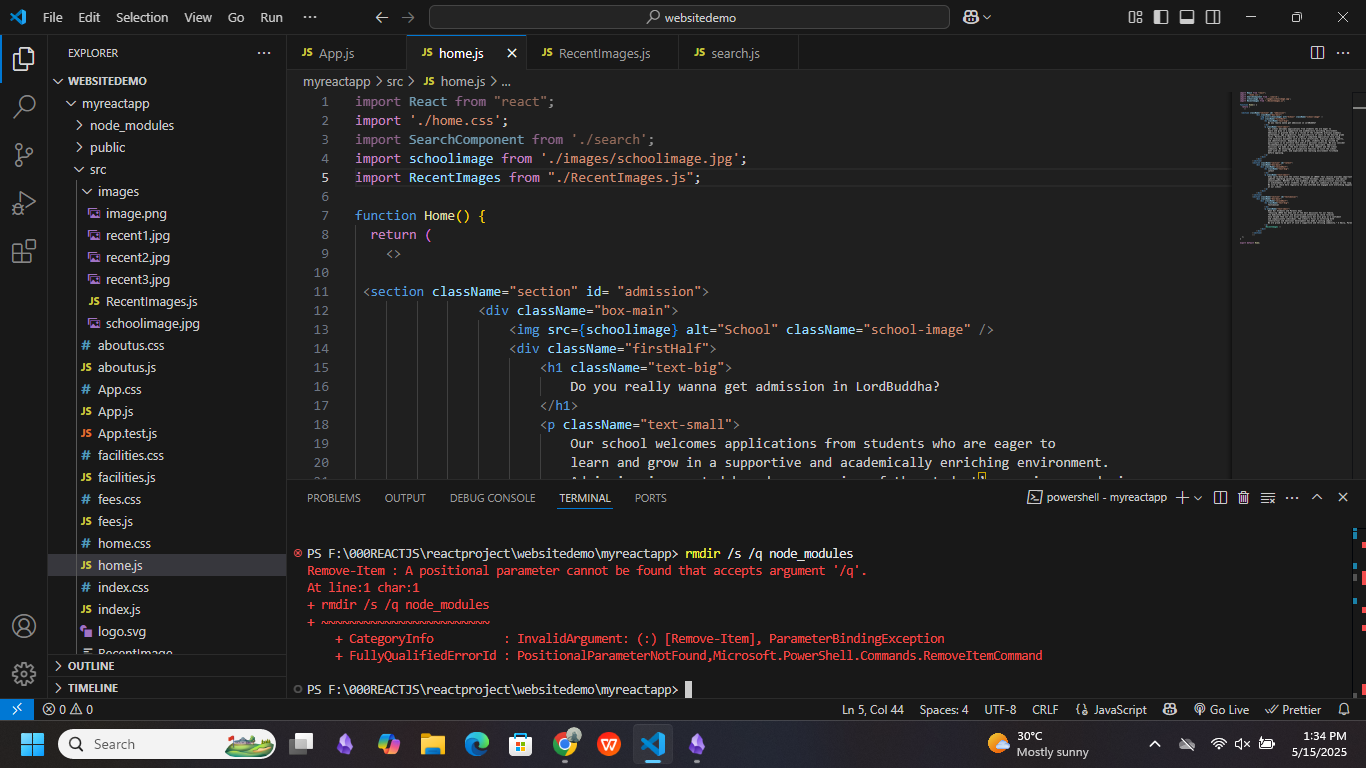 File Edit Selection View Go Run ··· websitedemo
EXPLORER ···
WEBSITEDEMO
myreactapp
node_modules
public
src
images
image.png
recent1.jpg
recent2.jpg
recent3.jpg
JS RecentImages.js
schoolimage.jpg
# aboutus.css
JS aboutus.js
# App.css
JS App.js
JS App.test.js
# facilities.css
JS facilities.js
# fees.css
JS fees.js
# home.css
JS home.js
# index.css
JS index.js
logo.svg
RecentImage
OUTLINE
TIMELINE
JS App.js JS home.js JS RecentImages.js JS search.js
myreactapp > src > JS home.js > ...
1 import React from "react";
2 import './home.css';
3 import SearchComponent from './search';
4 import schoolimage from './images/schoolimage.jpg';
5 import RecentImages from "./RecentImages.js";
6
7 function Home() {
8 return (
9 <>
10
11 <section className="section" id= "admission">
12 <div className="box-main">
13 <img src={schoolimage} alt="School" className="school-image" />
14 <div className="firstHalf">
15 <h1 className="text-big">
16 Do you really wanna get admission in LordBuddha?
17 </h1>
18 <p className="text-small">
19 Our school welcomes applications from students who are eager to
20 learn and grow in a supportive and academically enriching environment.
PROBLEMS OUTPUT DEBUG CONSOLE TERMINAL PORTS powershell - myreactapp
PS F:\000REACTJS\reactproject\websitedemo\myreactapp> rmdir /s /q node_modules
Remove-Item : A positional parameter cannot be found that accepts argument '/q'.
At line:1 char:1
+ rmdir /s /q node_modules
+ ~~~~~~~~~~~~~~~~~~~~~~~~
+ CategoryInfo : InvalidArgument: (:) [Remove-Item], ParameterBindingException
+ FullyQualifiedErrorId : PositionalParameterNotFound,Microsoft.PowerShell.Commands.RemoveItemCommand
PS F:\000REACTJS\reactproject\websitedemo\myreactapp>
0 0 Ln 5, Col 44 Spaces: 4 UTF-8 CRLF {} JavaScript Go Live Prettier
Search
30°C
Mostly sunny
1:34 PM
5/15/2025